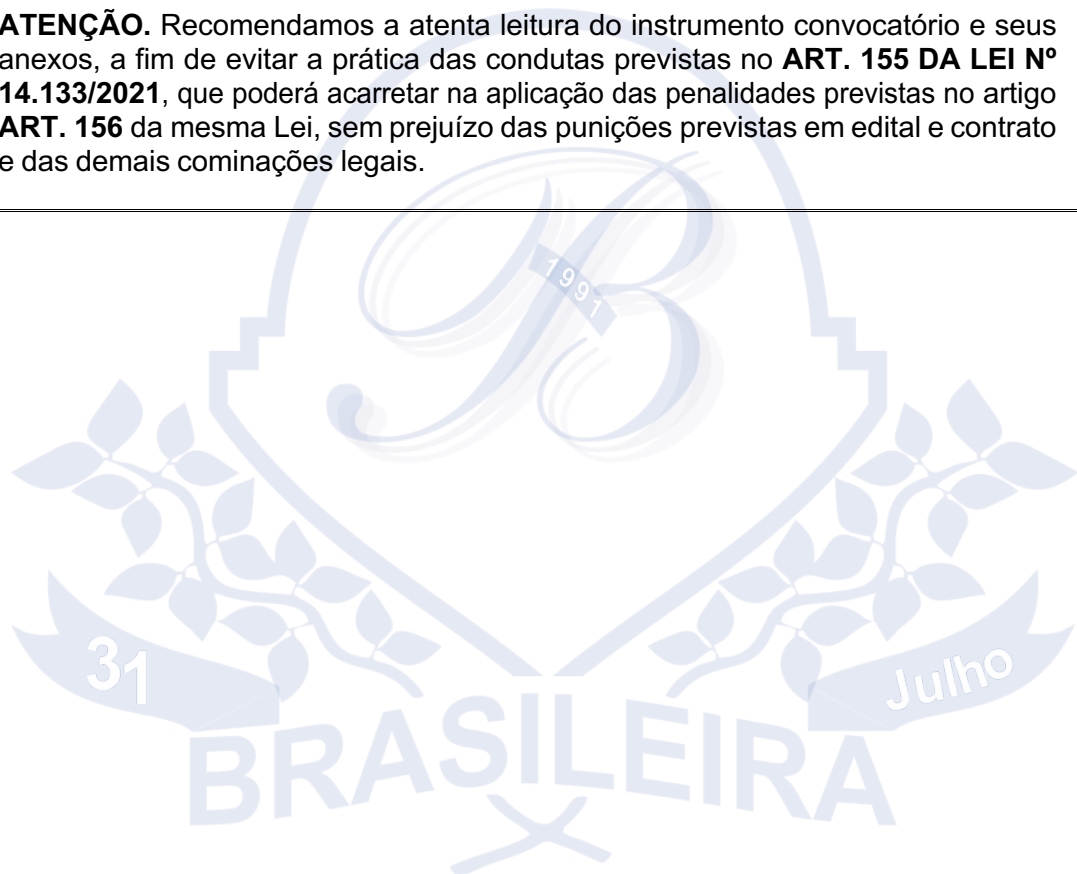 ATENÇÃO. Recomendamos a atenta leitura do instrumento convocatório e seus
anexos, a fim de evitar a prática das condutas previstas no ART. 155 DA LEI Nº
14.133/2021, que poderá acarretar na aplicação das penalidades previstas no artigo
ART. 156 da mesma Lei, sem prejuízo das punições previstas em edital e contrato
e das demais cominações legais.
B
1991
31
Julho
BRASILEIRA